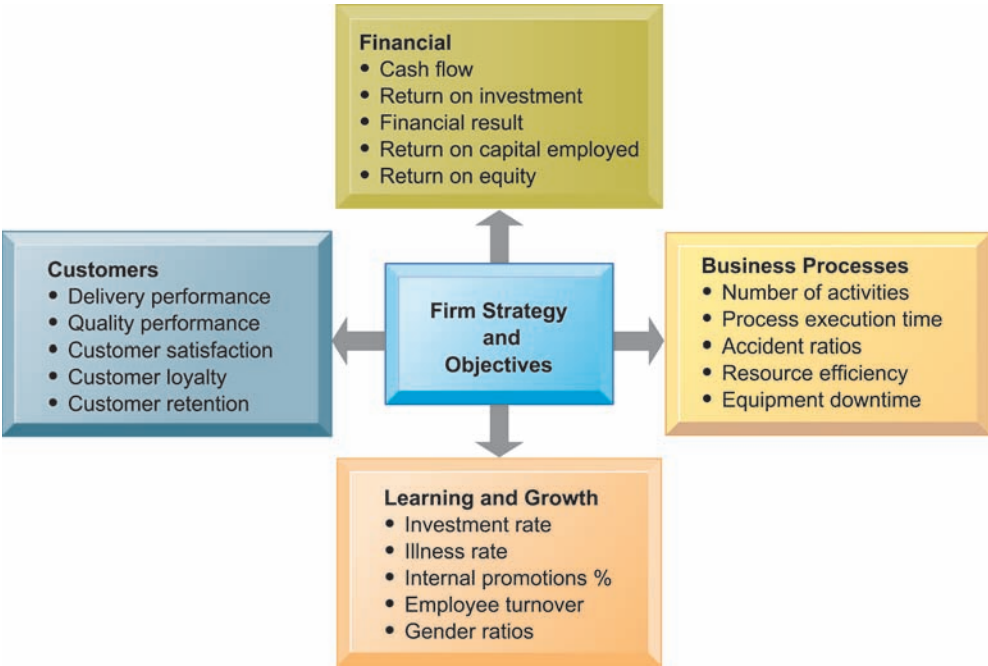 Financial
• Cash flow
• Return on investment
• Financial result
• Return on capital employed
• Return on equity
Customers
• Delivery performance
• Quality performance
• Customer satisfaction
• Customer loyalty
• Customer retention
Firm Strategy
and
Objectives
Business Processes
• Number of activities
• Process execution time
• Accident ratios
• Resource efficiency
• Equipment downtime
Learning and Growth
• Investment rate
• Illness rate
• Internal promotions %
• Employee turnover
• Gender ratios